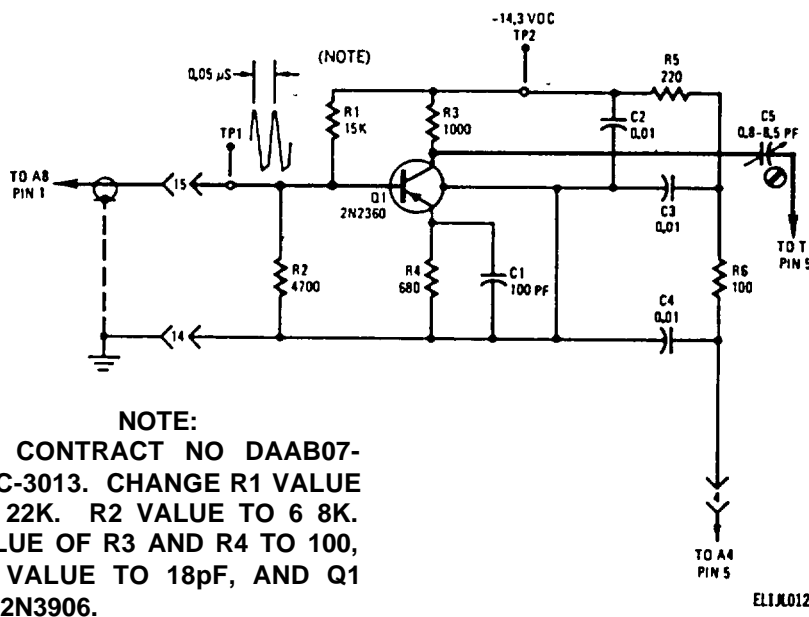 -14.3 VDC
TP2
0.05 µS
(NOTE)
R5
220
R1
15K
R3
1000
C2
0.01
C5
0.8-8.5 PF
TP1
TO A8
PIN 1
15
Q1
2N2360
C3
0.01
TO T
PIN 5
R2
4700
R4
680
C1
100 PF
R6
100
C4
0.01
14
NOTE:
CONTRACT NO DAAB07-
C-3013. CHANGE R1 VALUE
22K. R2 VALUE TO 6 8K.
LUE OF R3 AND R4 TO 100,
VALUE TO 18pF, AND Q1
2N3906.
4
TO A4
PIN 5